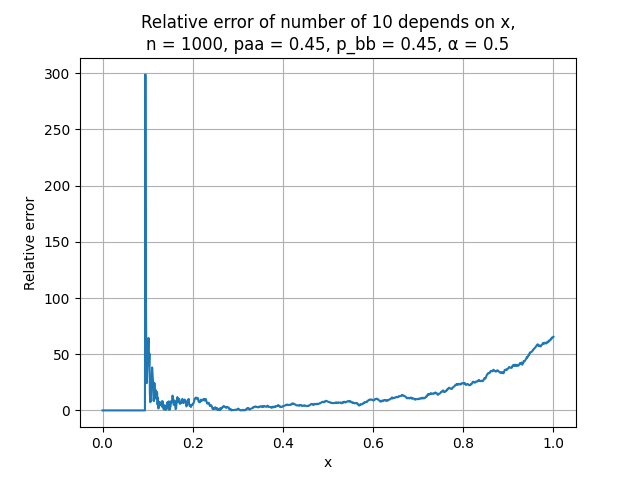 Relative error of number of 10 depends on x,
n = 1000, paa = 0.45, p_bb = 0.45, α = 0.5
300
250
200
150
100
50
0
Relative error
0.0 0.2 0.4 0.6 0.8 1.0
x